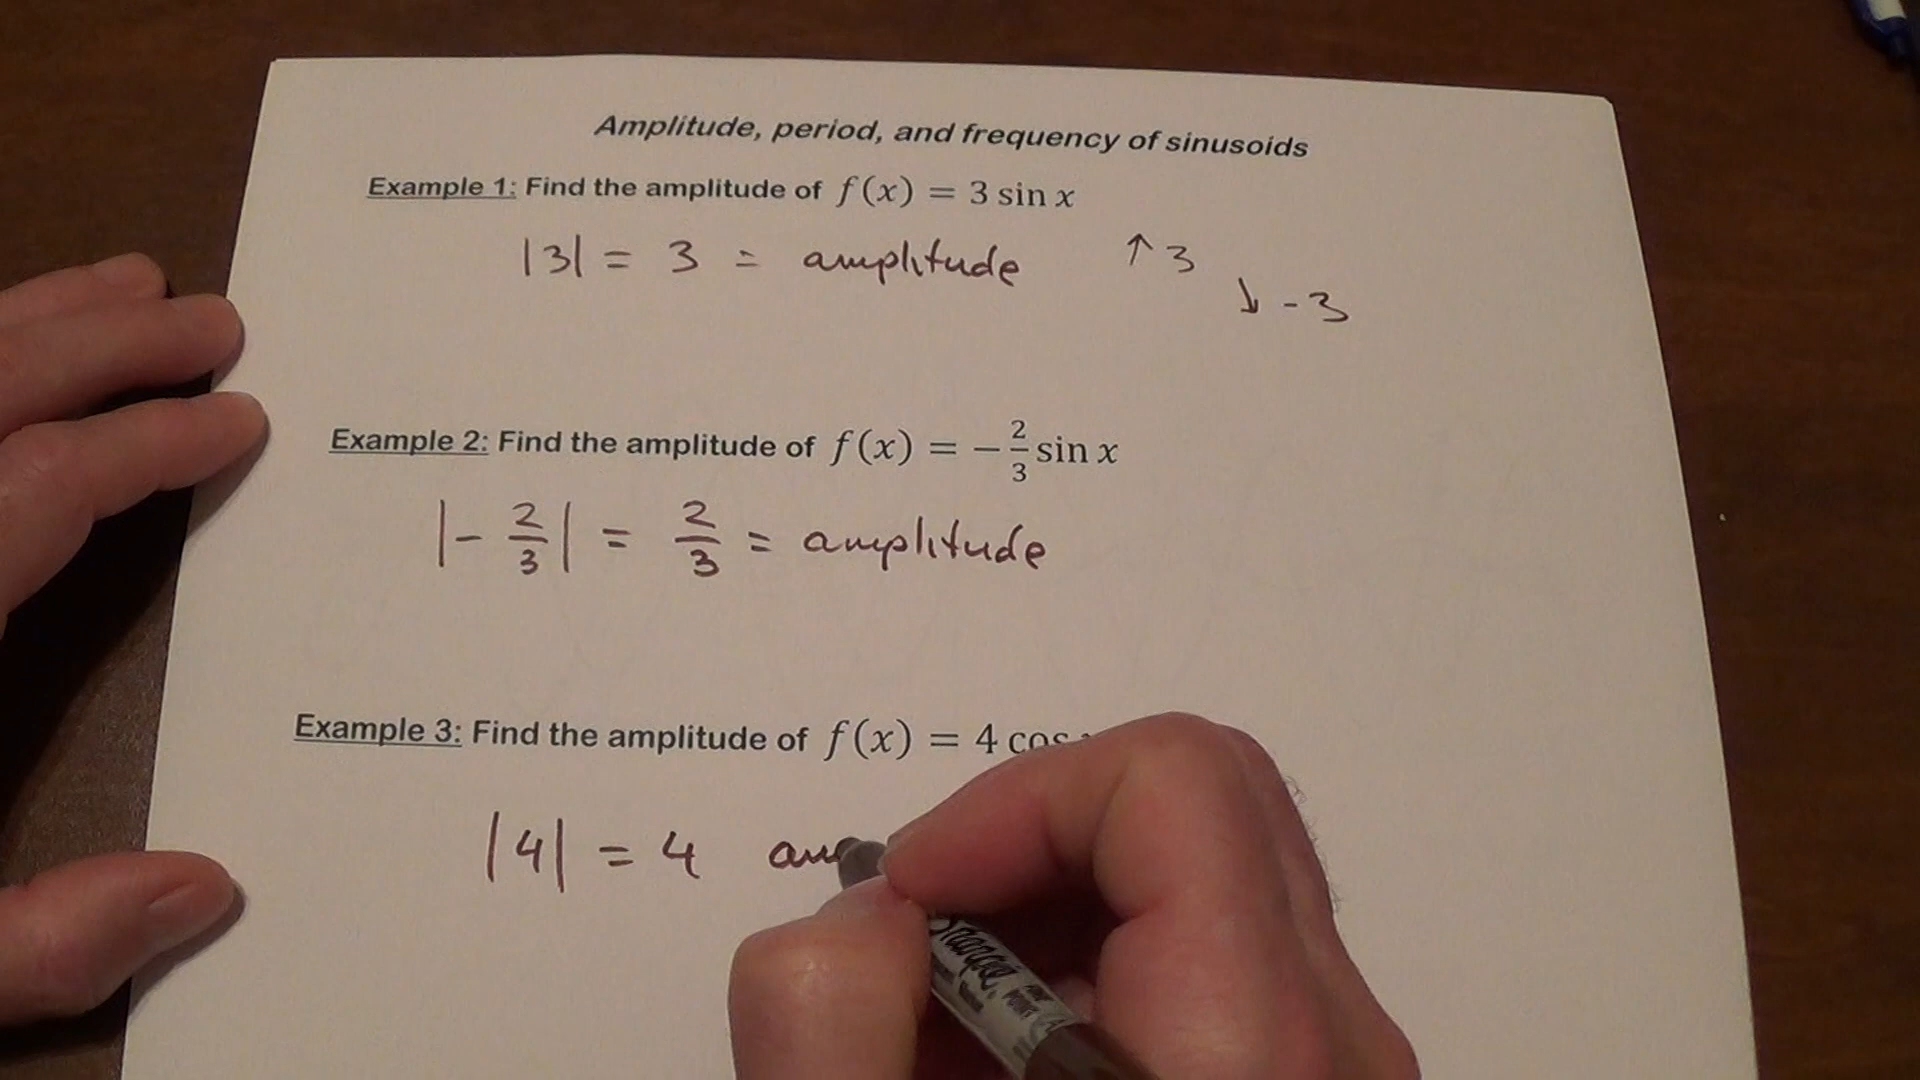 Amplitude, period, and frequency of sinusoids
Example 1: Find the amplitude of f(x) = 3 sin x
|3| = 3 = amplitude ↑ 3
↓ -3
Example 2: Find the amplitude of f(x) = -2/3 sin x
|-2/3| = 2/3 = amplitude
Example 3: Find the amplitude of f(x) = 4 cos
|4| = 4
Sharpie